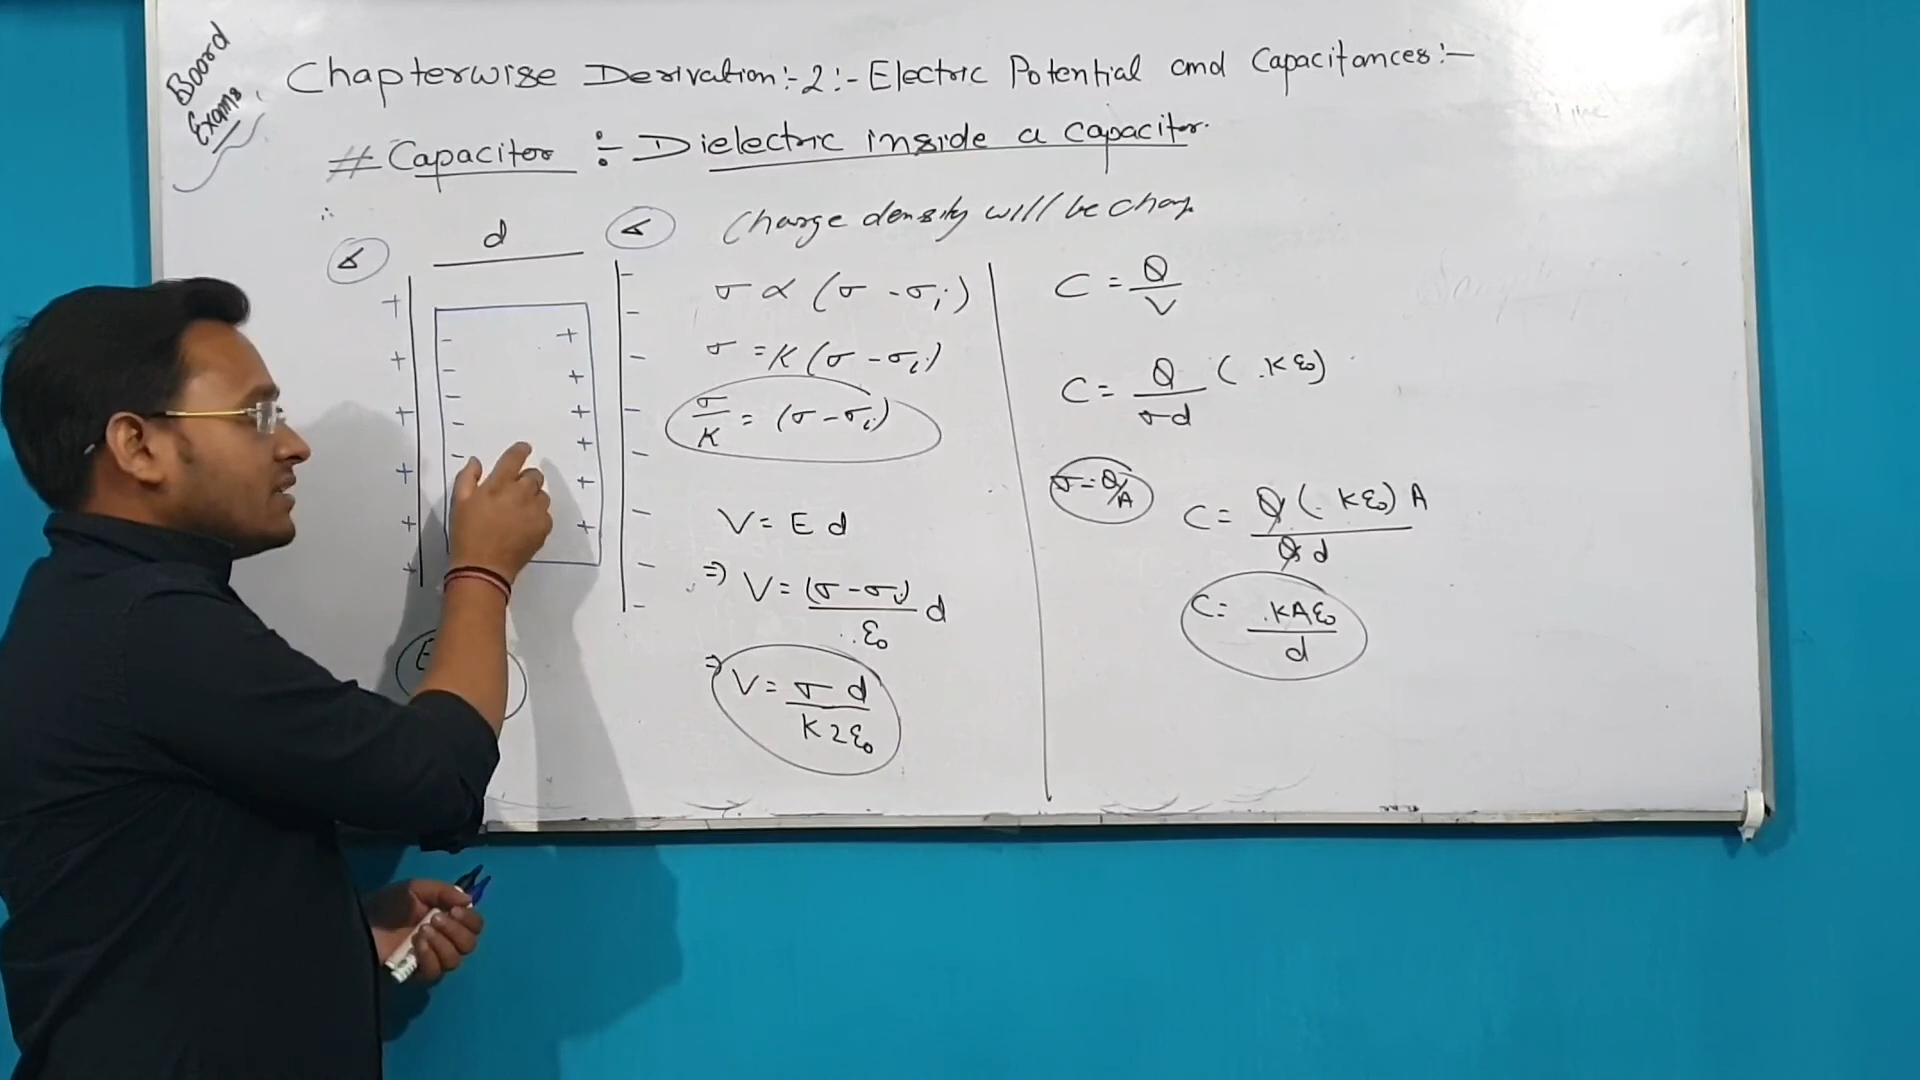 Board
Exams
Chapterwise Derivation:-2:- Electric Potential and Capacitances:-
# Capacitor ÷ Dielectric inside a capacitor.
d
Charge density will be chan
σ ∝ (σ - σi)
σ = K (σ - σi)
σ/K = (σ - σi)
V = E d
⇒ V = (σ - σi)/ε₀ d
⇒ V = σ d/K 2ε₀
C = Q/V
C = Q/σd (.Kε₀)
σ = Q/A
C = Q (. Kε₀) A/Q d
C = .KAε₀/d